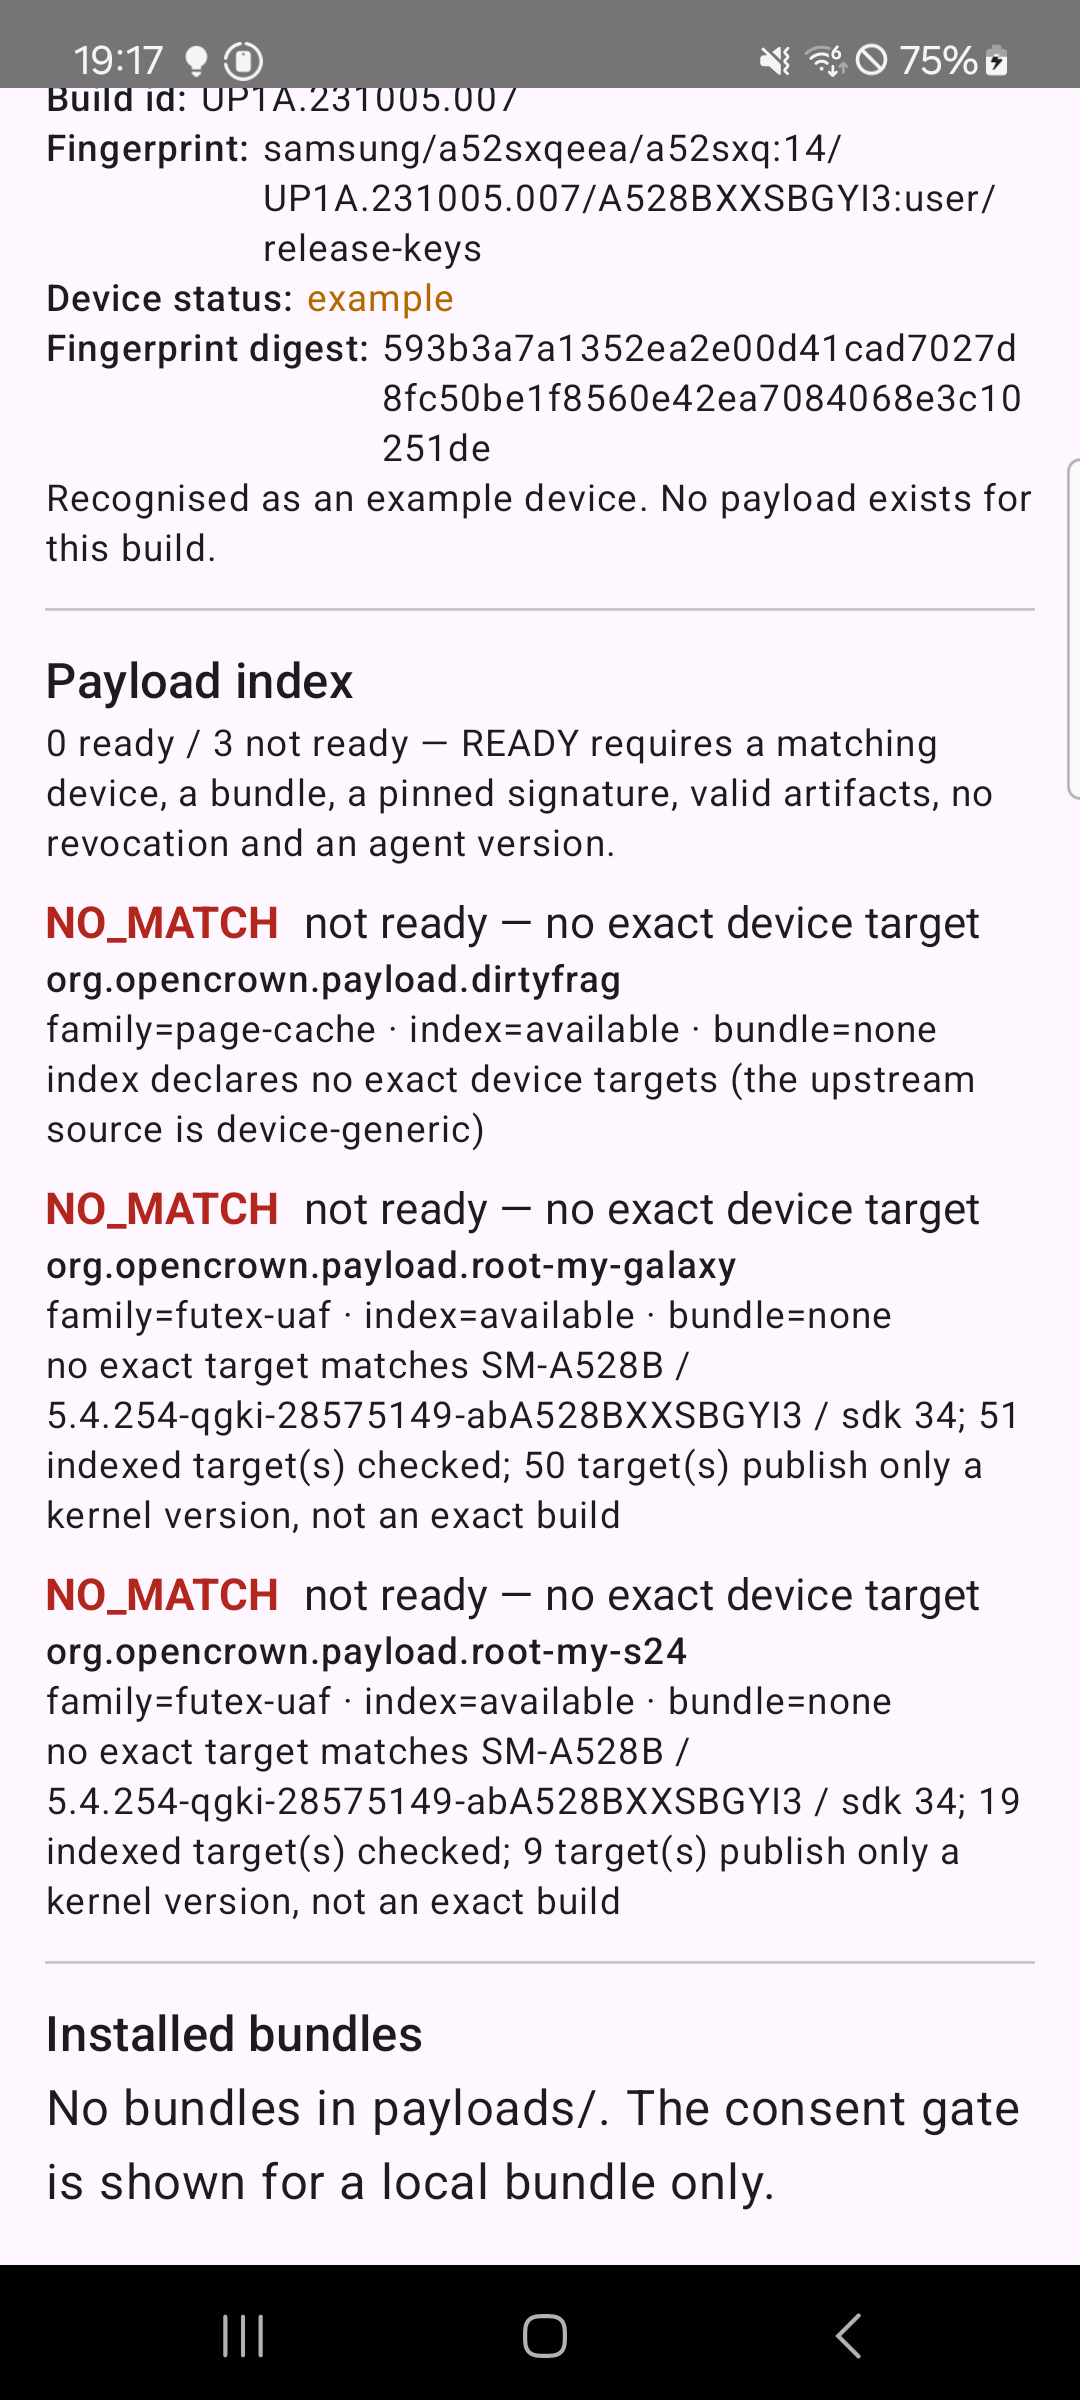 19:17
6
75%
Build id: UP1A.231005.007
Fingerprint: samsung/a52sxqeea/a52sxq:14/
UP1A.231005.007/A528BXXSBGYI3:user/
release-keys
Device status: example
Fingerprint digest: 593b3a7a1352ea2e00d41cad7027d
8fc50be1f8560e42ea7084068e3c10
251de
Recognised as an example device. No payload exists for
this build.
Payload index
0 ready / 3 not ready — READY requires a matching
device, a bundle, a pinned signature, valid artifacts, no
revocation and an agent version.
NO_MATCH not ready — no exact device target
org.opencrown.payload.dirtyfrag
family=page-cache · index=available · bundle=none
index declares no exact device targets (the upstream
source is device-generic)
NO_MATCH not ready — no exact device target
org.opencrown.payload.root-my-galaxy
family=futex-uaf · index=available · bundle=none
no exact target matches SM-A528B /
5.4.254-qgki-28575149-abA528BXXSBGYI3 / sdk 34; 51
indexed target(s) checked; 50 target(s) publish only a
kernel version, not an exact build
NO_MATCH not ready — no exact device target
org.opencrown.payload.root-my-s24
family=futex-uaf · index=available · bundle=none
no exact target matches SM-A528B /
5.4.254-qgki-28575149-abA528BXXSBGYI3 / sdk 34; 19
indexed target(s) checked; 9 target(s) publish only a
kernel version, not an exact build
Installed bundles
No bundles in payloads/. The consent gate
is shown for a local bundle only.